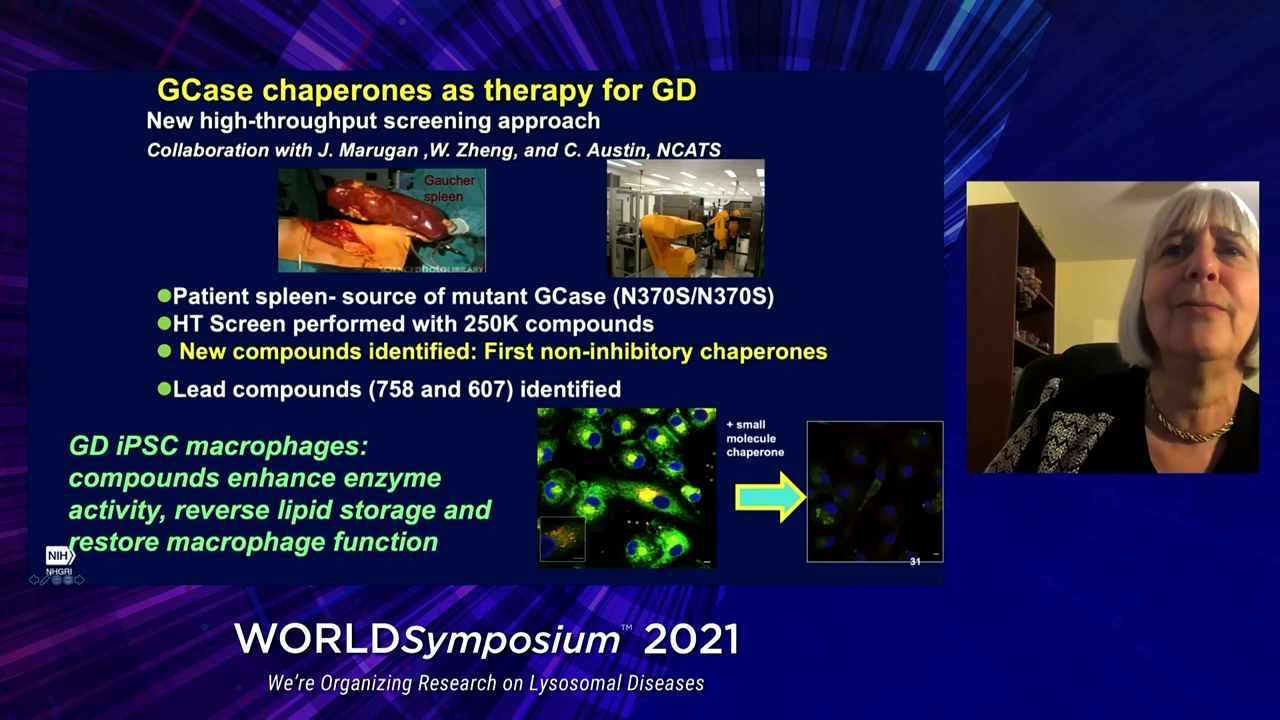 GCase chaperones as therapy for GD
New high-throughput screening approach
Collaboration with J. Marugan ,W. Zheng, and C. Austin, NCATS
Gaucher
spleen
SCIENCEPHOTOLIBRARY
Patient spleen- source of mutant GCase (N370S/N370S)
HT Screen performed with 250K compounds
New compounds identified: First non-inhibitory chaperones
Lead compounds (758 and 607) identified
GD iPSC macrophages:
compounds enhance enzyme
activity, reverse lipid storage and
restore macrophage function
+ small
molecule
chaperone
31
NIH
NHGRI
WORLDSymposium™ 2021
We're Organizing Research on Lysosomal Diseases